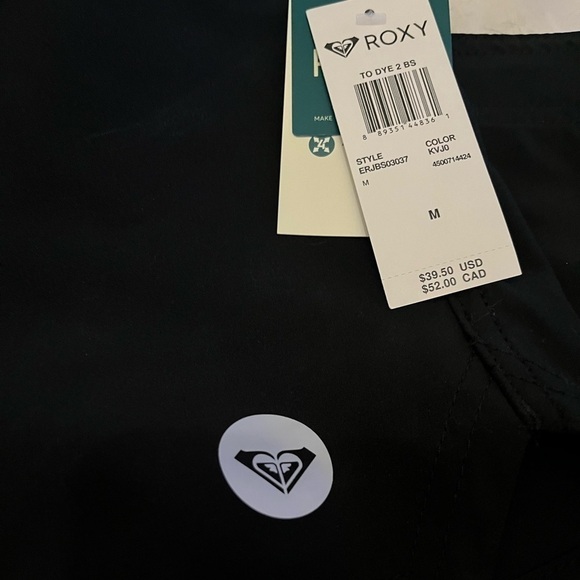 ROXY
TO DYE 2 BS
8 89351 44836 1
STYLE
ERJBS03037
COLOR
KVJ0
M
4500714424
M
$39.50 USD
$52.00 CAD
MAKE